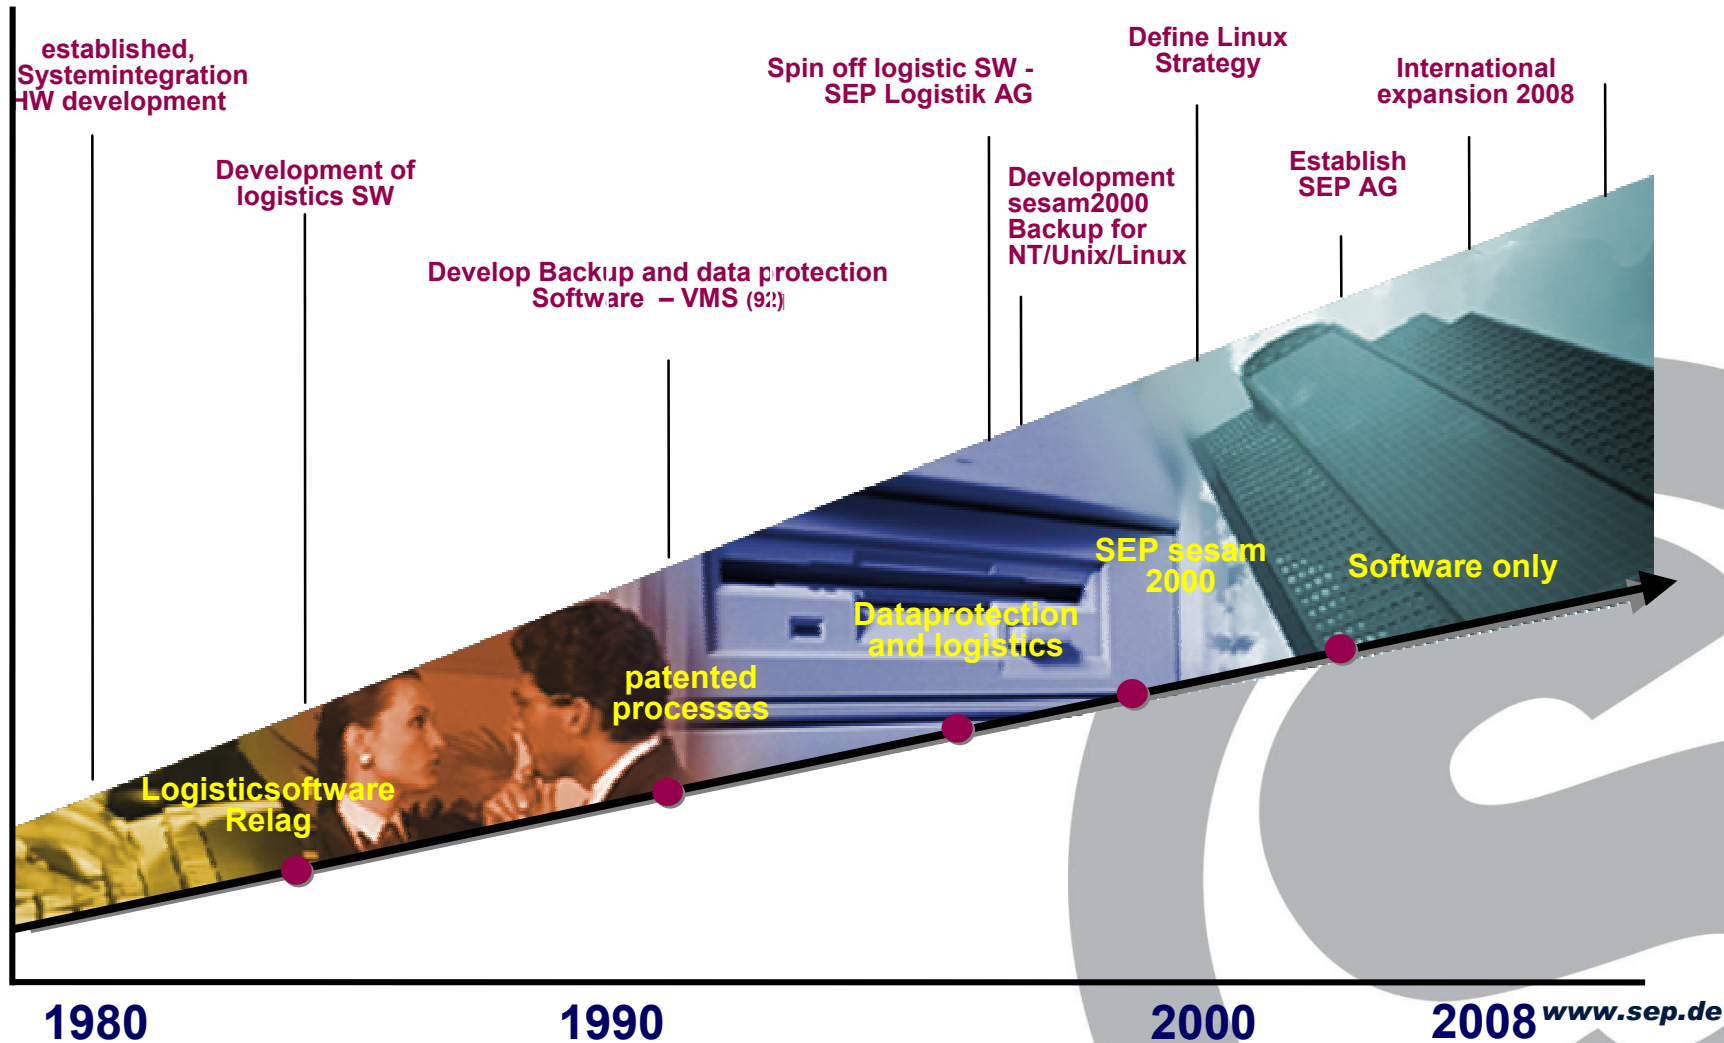 established,
Systemintegration
HW development
Development of
logistics SW
Develop Backup and data protection
Software – VMS (92)
Spin off logistic SW -
SEP Logistik AG
Development
sesam2000
Backup for
NT/Unix/Linux
Define Linux
Strategy
Establish
SEP AG
International
expansion 2008
Logisticsoftware
Relag
patented
processes
Dataprotection
and logistics
SEP sesam
2000
Software only
1980
1990
2000
2008
www.sep.de